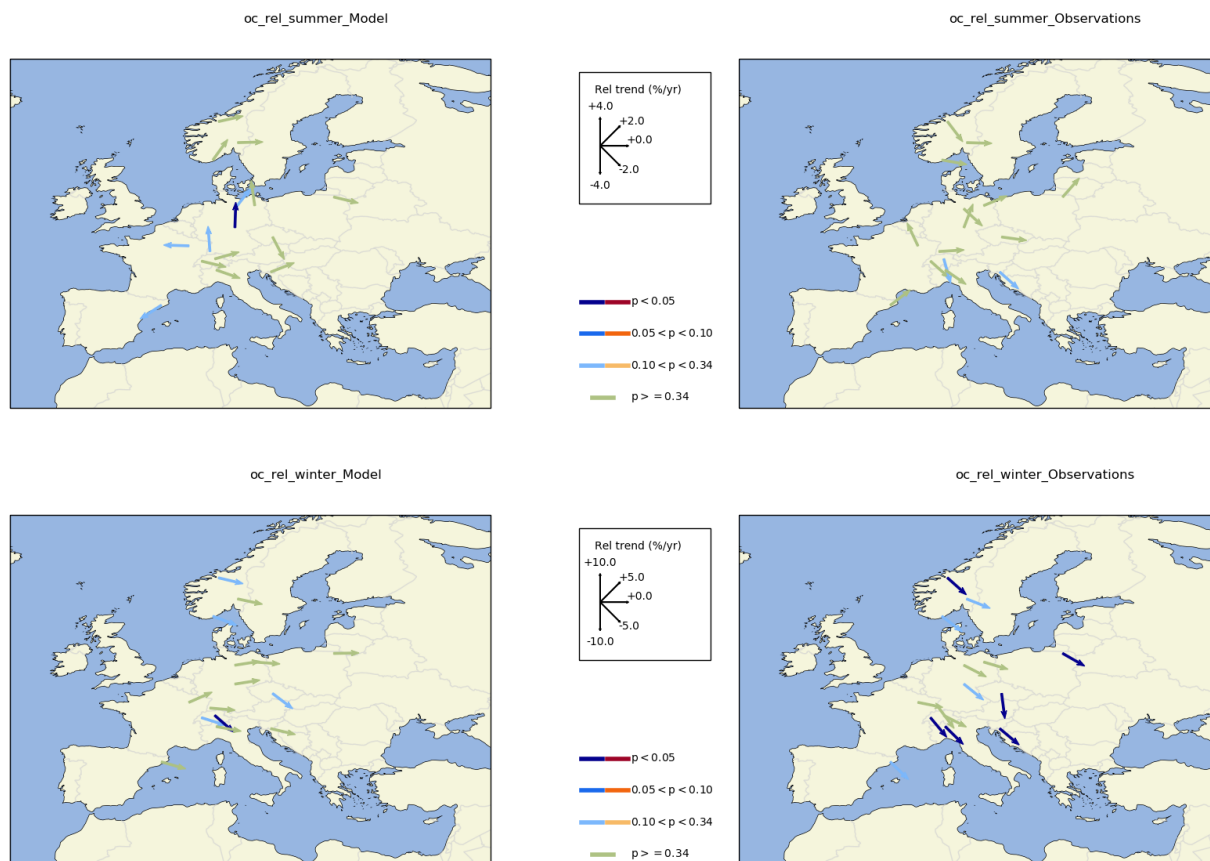 oc_rel_summer_Model
oc_rel_summer_Observations
Rel trend (%/yr)
+4.0
+2.0
+0.0
-2.0
-4.0
p < 0.05
0.05 < p < 0.10
0.10 < p < 0.34
p >= 0.34
oc_rel_winter_Model
oc_rel_winter_Observations
Rel trend (%/yr)
+10.0
+5.0
+0.0
-5.0
-10.0
p < 0.05
0.05 < p < 0.10
0.10 < p < 0.34
p >= 0.34